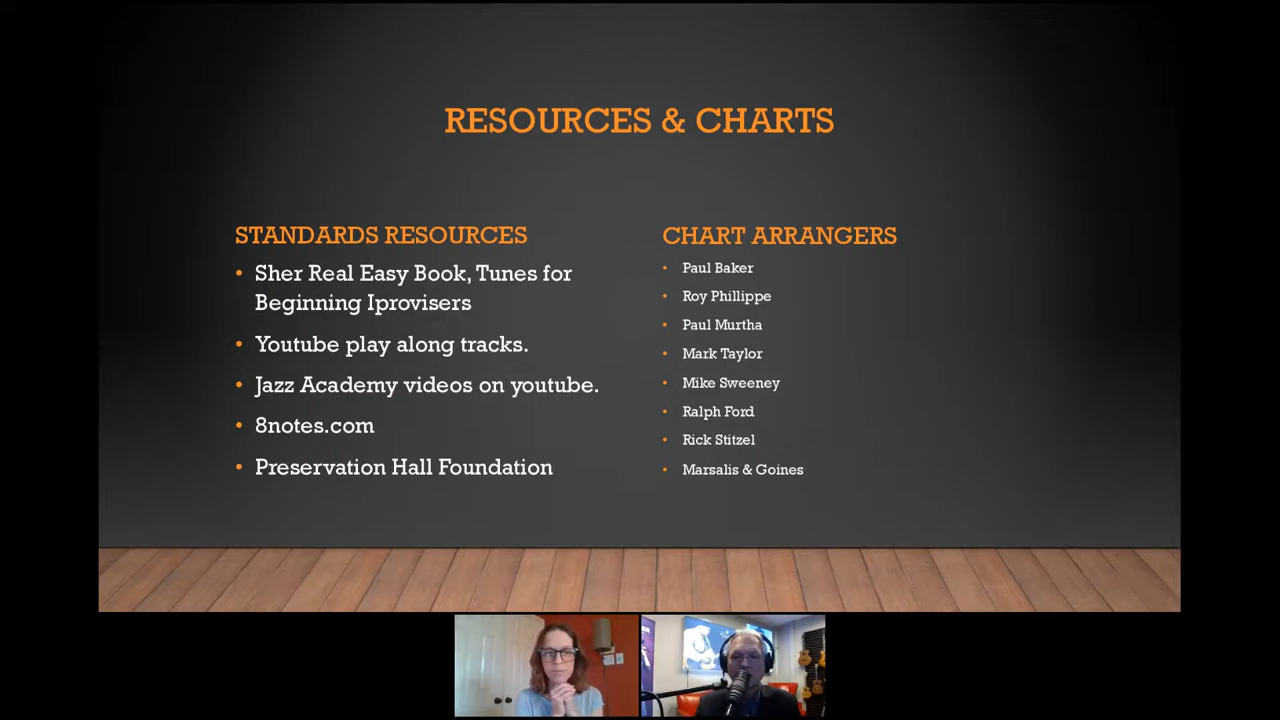 RESOURCES & CHARTS
STANDARDS RESOURCES
• Sher Real Easy Book, Tunes for
Beginning Iprovisers
• Youtube play along tracks.
• Jazz Academy videos on youtube.
• 8notes.com
• Preservation Hall Foundation
CHART ARRANGERS
• Paul Baker
• Roy Phillippe
• Paul Murtha
• Mark Taylor
• Mike Sweeney
• Ralph Ford
• Rick Stitzel
• Marsalis & Goines